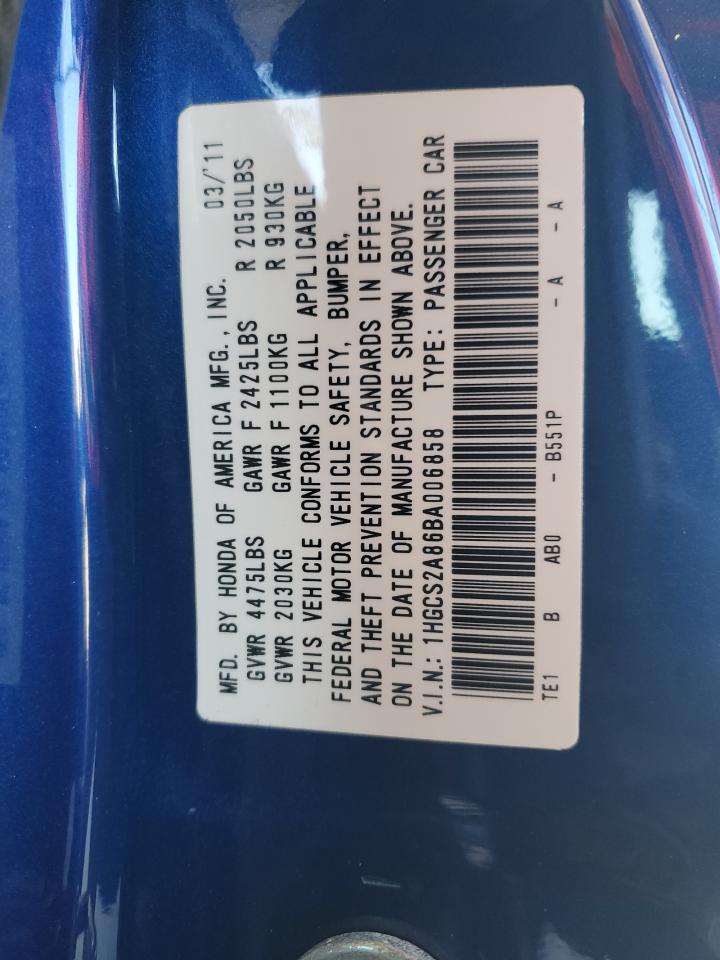 MFD. BY HONDA OF AMERICA MFG., INC. 03/'11
GVWR 4475LBS GAWR F 2425LBS R 2050LBS
GVWR 2030KG GAWR F 1100KG R 930KG
THIS VEHICLE CONFORMS TO ALL APPLICABLE
FEDERAL MOTOR VEHICLE SAFETY, BUMPER,
AND THEFT PREVENTION STANDARDS IN EFFECT
ON THE DATE OF MANUFACTURE SHOWN ABOVE.
V.I.N.: 1HGCS2A86BA006858 TYPE: PASSENGER CAR
TE1 B AB0 - B551P - A - A